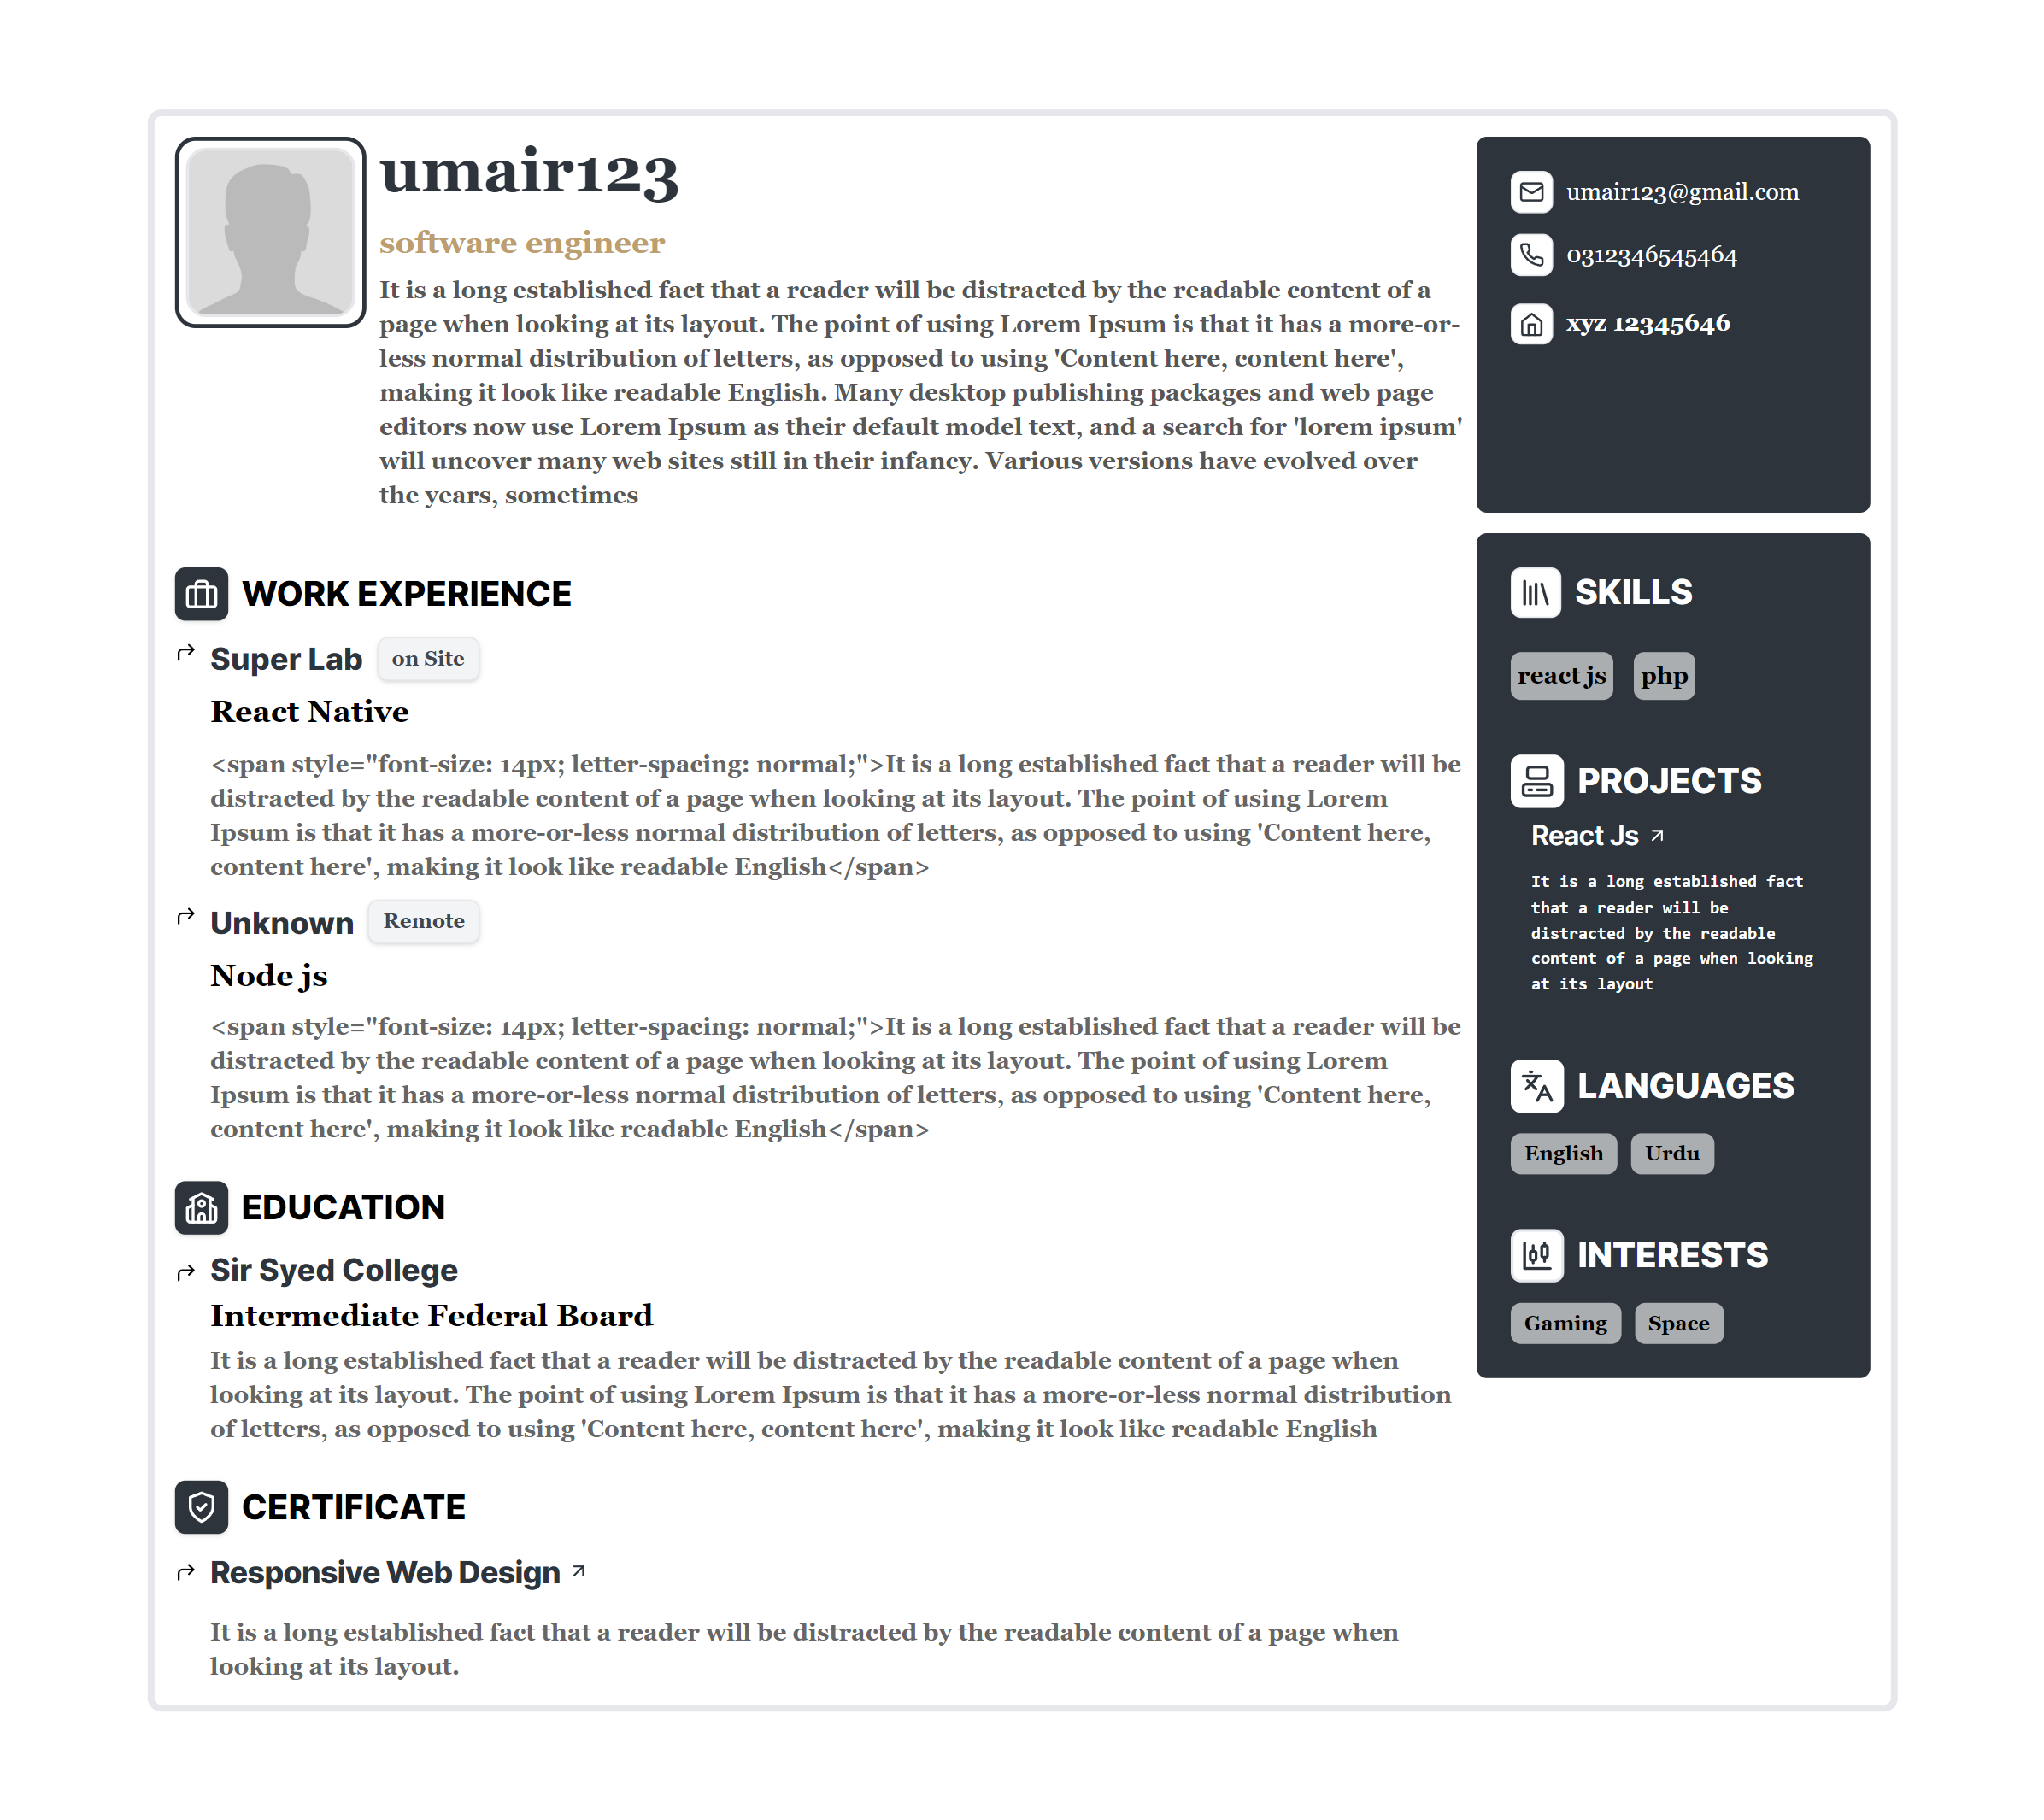 umair123
software engineer
It is a long established fact that a reader will be distracted by the readable content of a
page when looking at its layout. The point of using Lorem Ipsum is that it has a more-or-
less normal distribution of letters, as opposed to using 'Content here, content here',
making it look like readable English. Many desktop publishing packages and web page
editors now use Lorem Ipsum as their default model text, and a search for 'lorem ipsum'
will uncover many web sites still in their infancy. Various versions have evolved over
the years, sometimes
umair123@gmail.com
0312346545464
xyz 12345646
WORK EXPERIENCE
Super Lab on Site
React Native
<span style="font-size: 14px; letter-spacing: normal;">It is a long established fact that a reader will be
distracted by the readable content of a page when looking at its layout. The point of using Lorem
Ipsum is that it has a more-or-less normal distribution of letters, as opposed to using 'Content here,
content here', making it look like readable English</span>
Unknown Remote
Node js
<span style="font-size: 14px; letter-spacing: normal;">It is a long established fact that a reader will be
distracted by the readable content of a page when looking at its layout. The point of using Lorem
Ipsum is that it has a more-or-less normal distribution of letters, as opposed to using 'Content here,
content here', making it look like readable English</span>
EDUCATION
Sir Syed College
Intermediate Federal Board
It is a long established fact that a reader will be distracted by the readable content of a page when
looking at its layout. The point of using Lorem Ipsum is that it has a more-or-less normal distribution
of letters, as opposed to using 'Content here, content here', making it look like readable English
CERTIFICATE
Responsive Web Design
It is a long established fact that a reader will be distracted by the readable content of a page when
looking at its layout.
SKILLS
react js php
PROJECTS
React Js
It is a long established fact
that a reader will be
distracted by the readable
content of a page when looking
at its layout
LANGUAGES
English Urdu
INTERESTS
Gaming Space